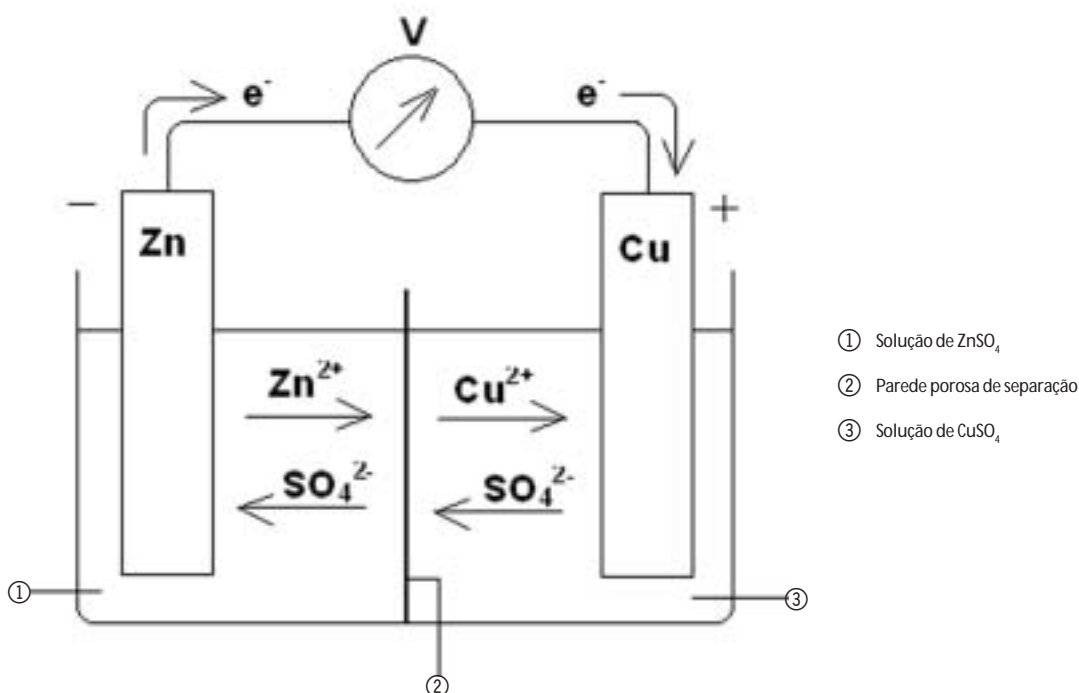 V
e⁻
e⁻
−
+
Zn
Cu
① Solução de ZnSO₄
Zn²⁺
Cu²⁺
② Parede porosa de separação
③ Solução de CuSO₄
SO₄²⁻
SO₄²⁻
①
③
②